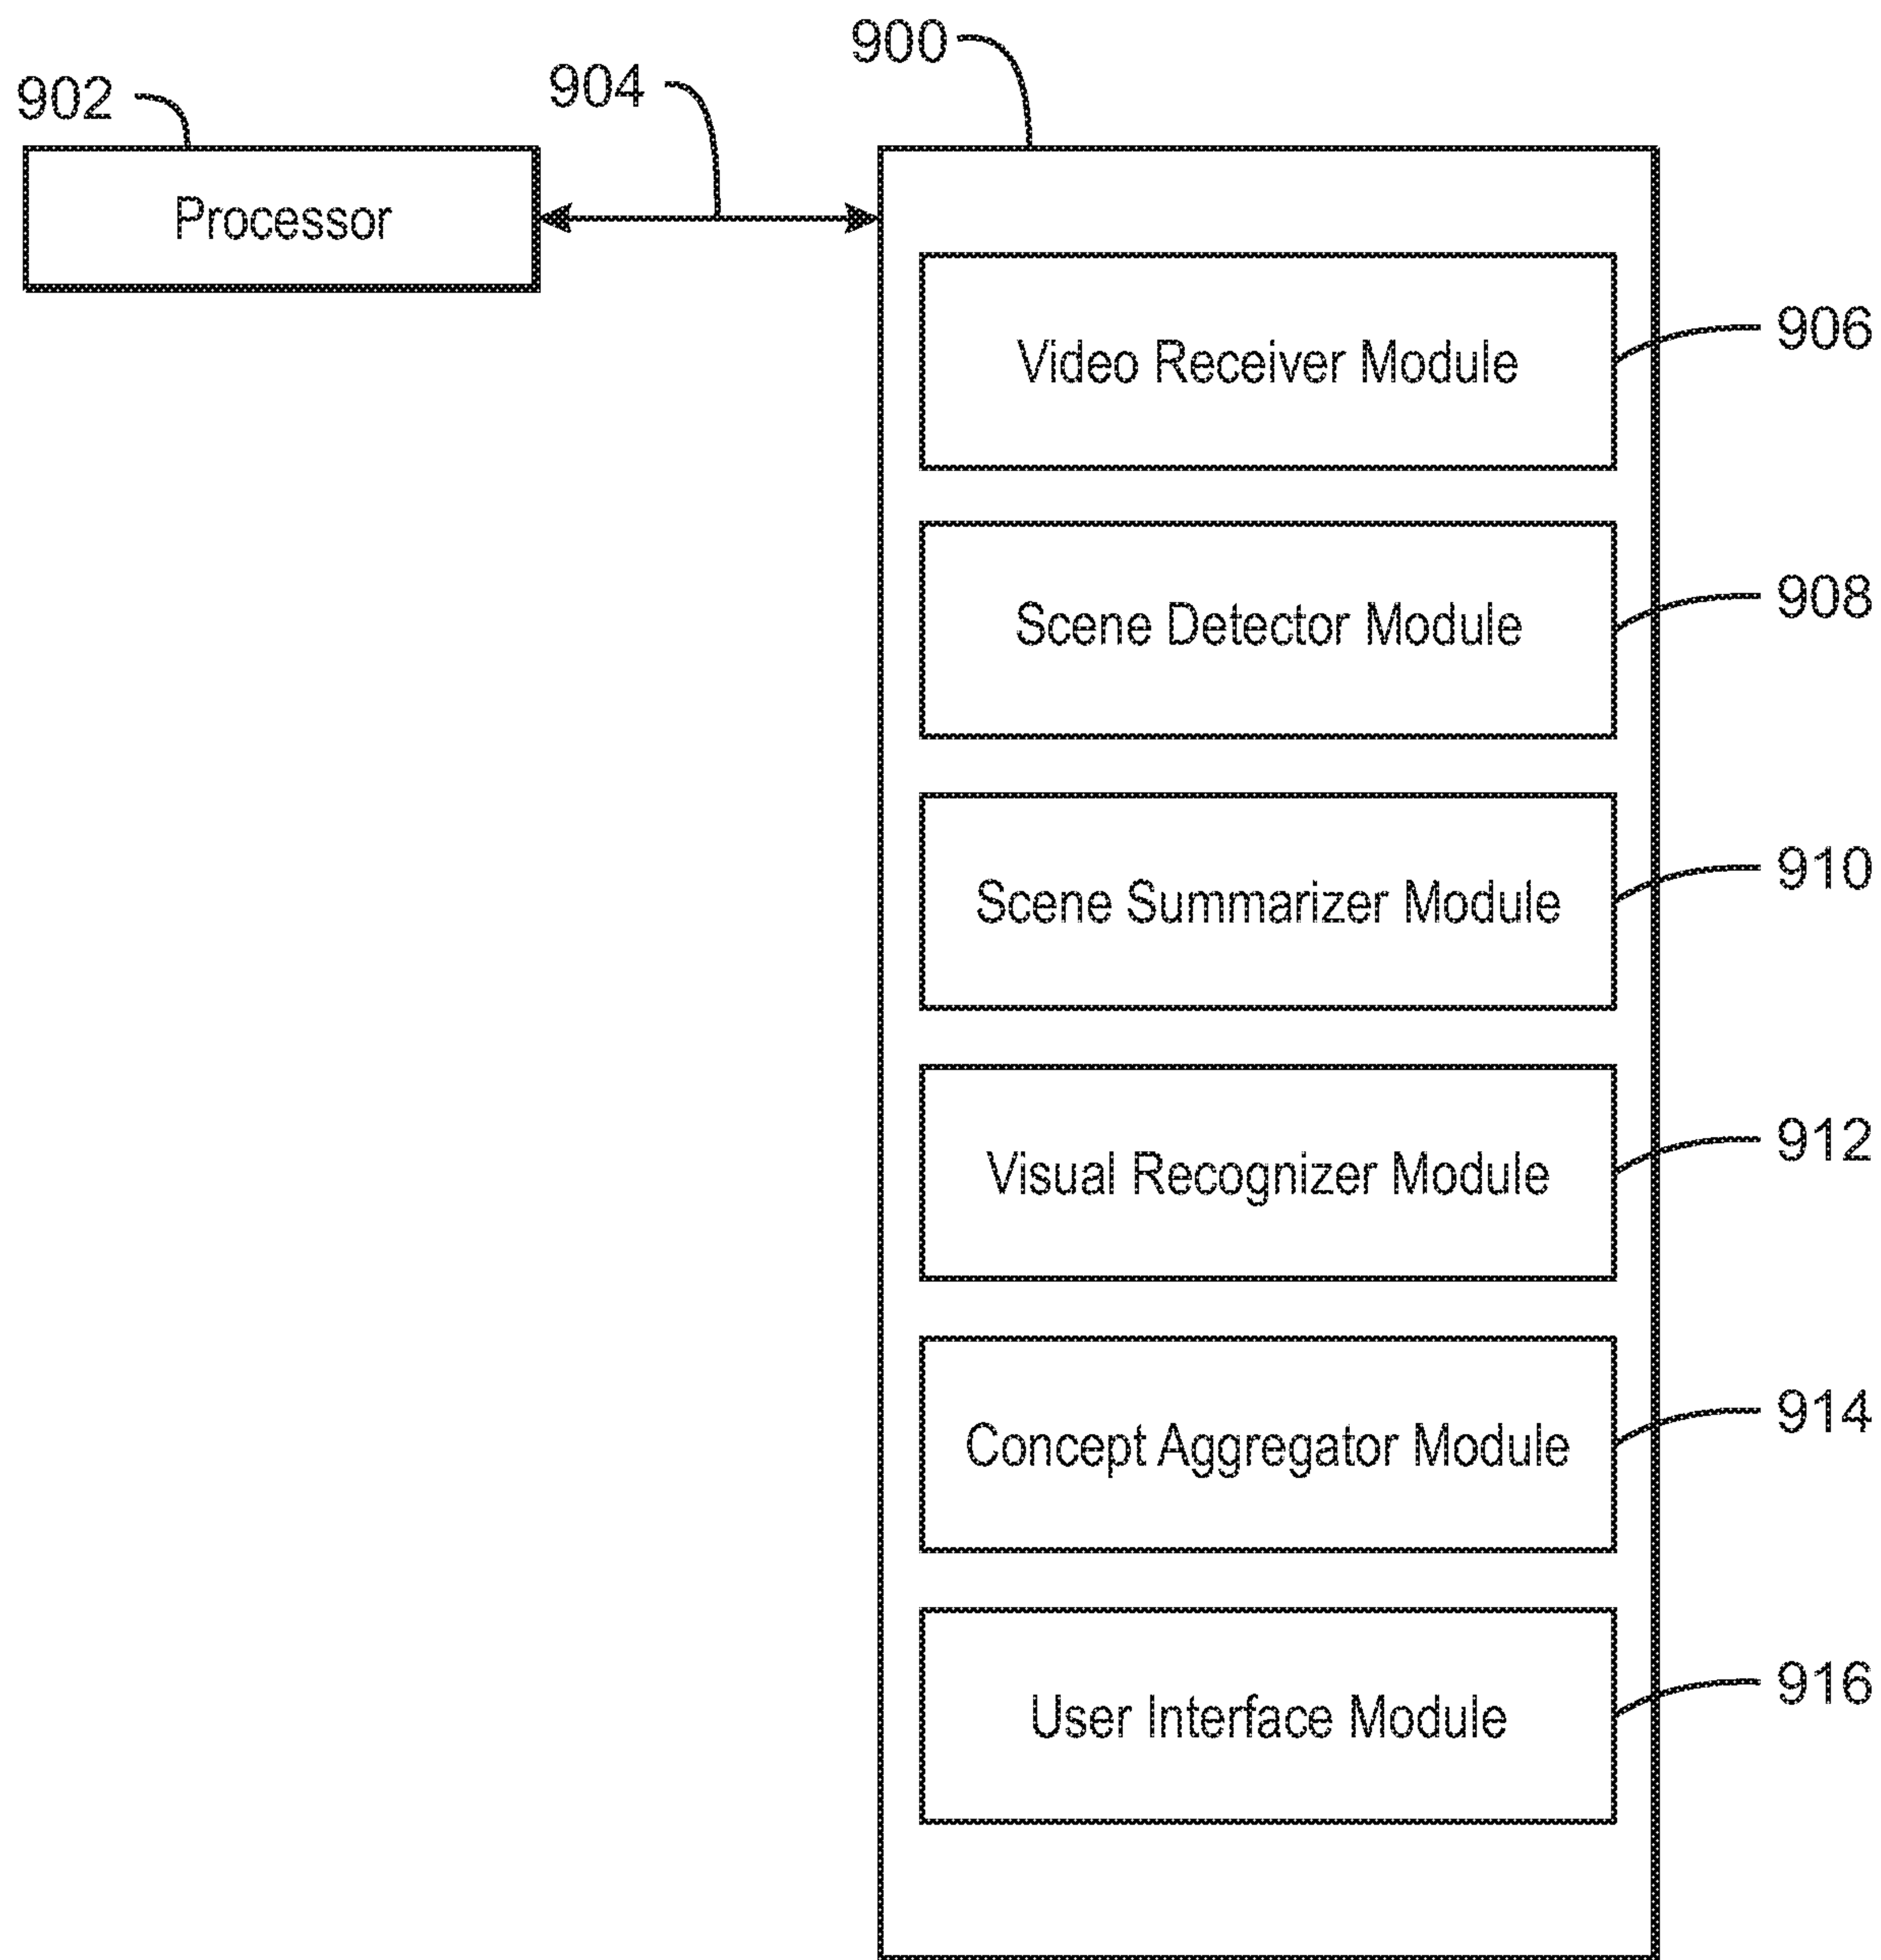 900
904
902
Processor
Video Receiver Module
906
Scene Detector Module
908
Scene Summarizer Module
910
Visual Recognizer Module
912
Concept Aggregator Module
914
User Interface Module
916